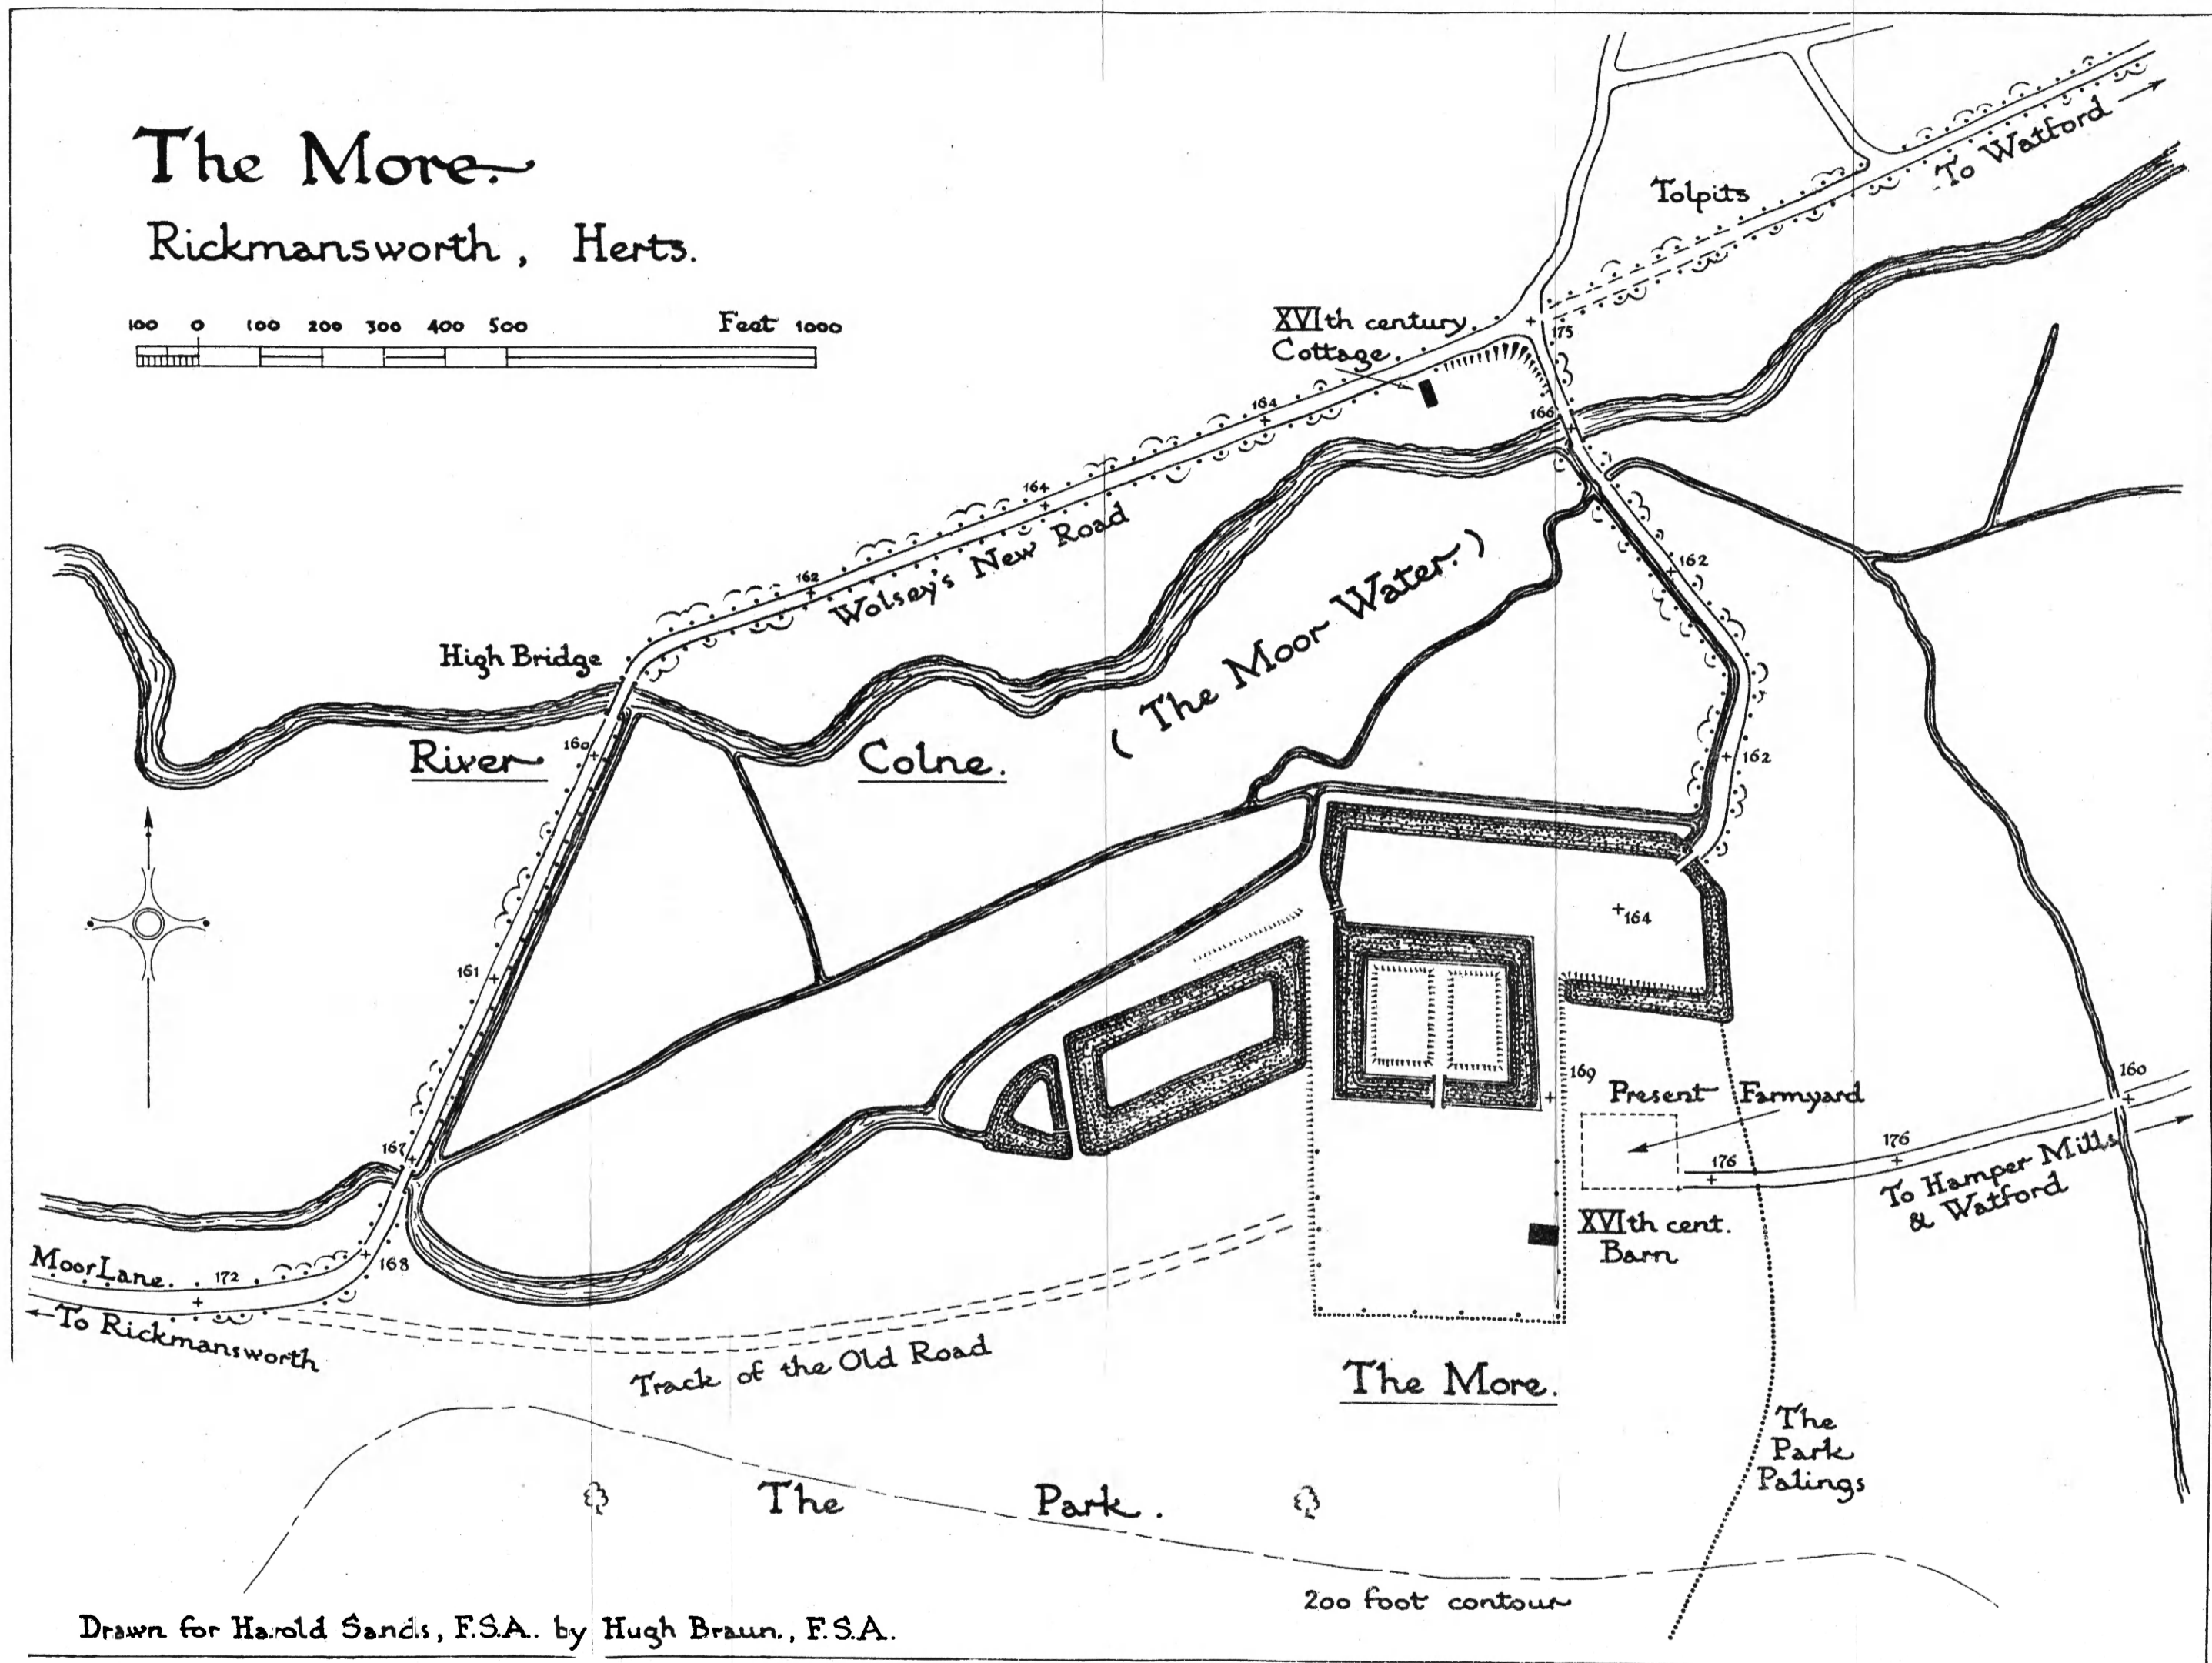 The More.
Rickmansworth, Herts.
100 0 100 200 300 400 500 Feet 1000
To Watford
Tolpits
XVIth century
Cottage.
175
166
164
164
Wolsey's New Road
162
162
162
High Bridge
(The Moor Water.)
River Colne.
160
161
164
169
Present Farmyard
160
176
176
To Hamper Mills
& Watford
XVIth cent.
Barn
167
168
Moor Lane.
172
To Rickmansworth
Track of the Old Road
The More.
The
Park
Palings
The Park.
200 foot contour
Drawn for Harold Sands, F.S.A. by Hugh Braun., F.S.A.